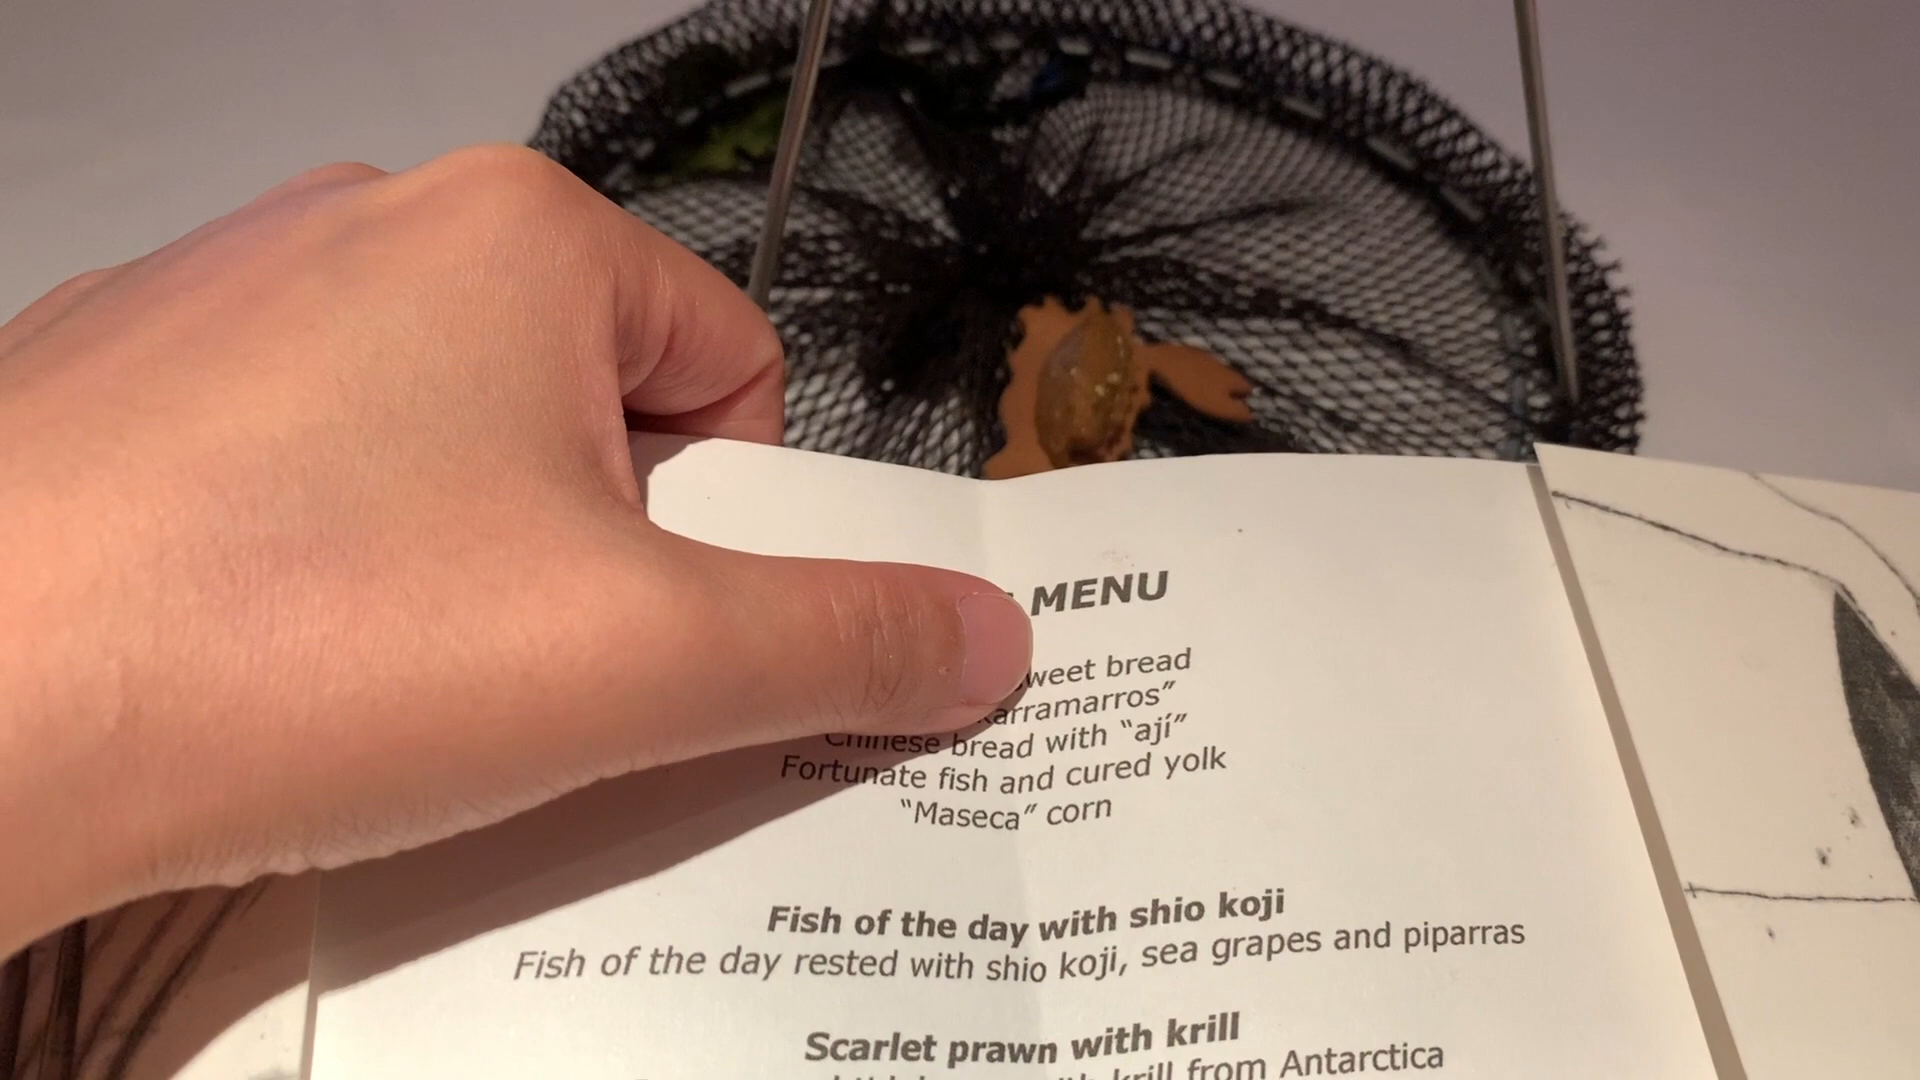 MENU
bread
"ají"
Chinese bread with
Fortunate fish and cured yolk
"Maseca" corn
Fish of the day with shio koji
Fish of the day rested with shio koji, sea grapes and piparras
Scarlet prawn with krill
krill from Antarctica